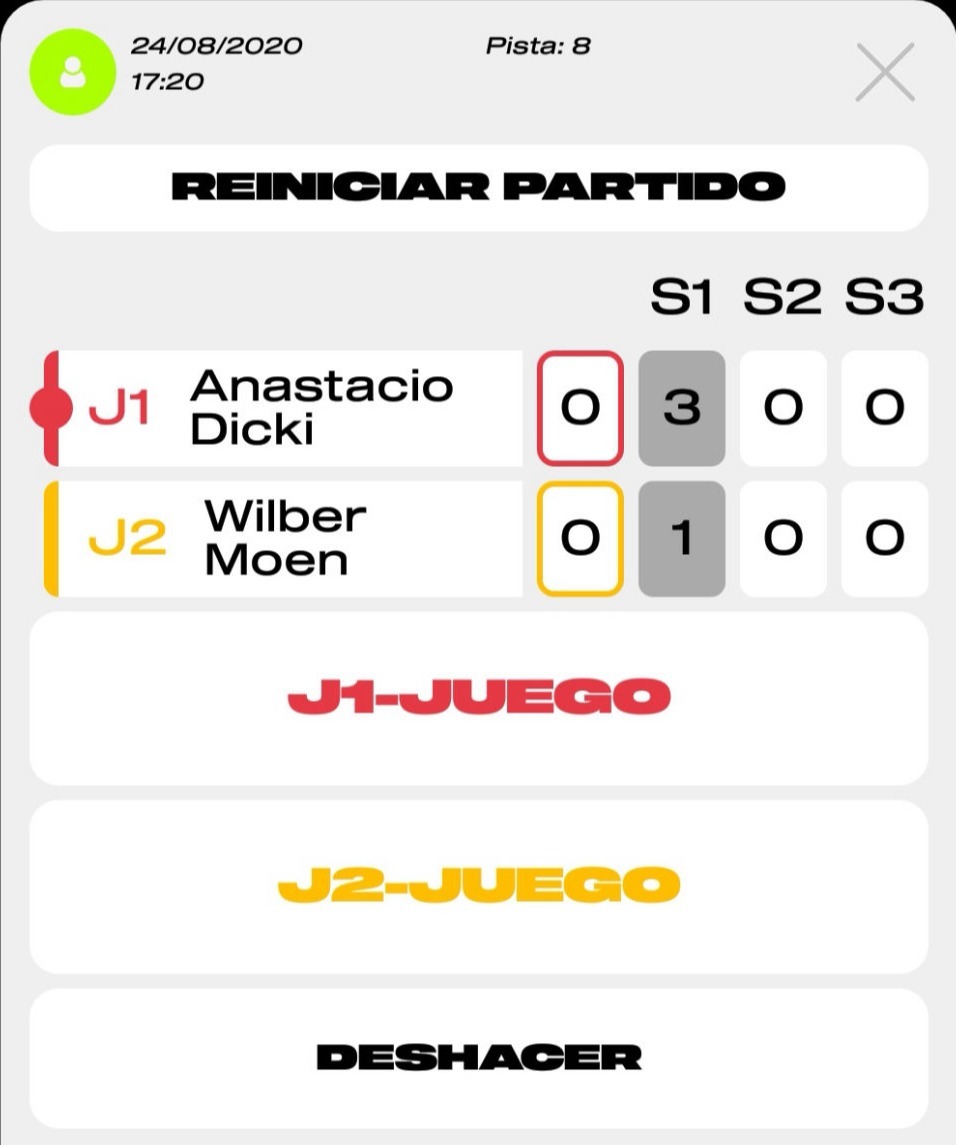 24/08/2020 Pista: 8
17:20
REINICIAR PARTIDO
S1 S2 S3
J1 Anastacio Dicki 0 3 0 0
J2 Wilber Moen 0 1 0 0
J1-JUEGO
J2-JUEGO
DESHACER